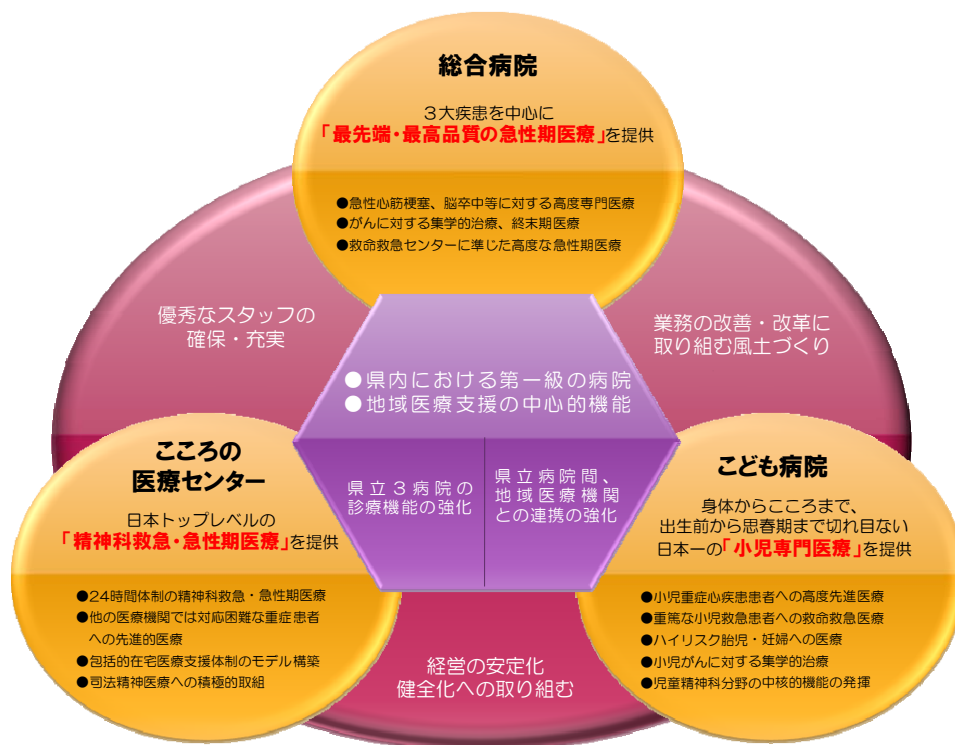 総合病院
3大疾患を中心に
「最先端・最高品質の急性期医療」を提供
●急性心筋梗塞、脳卒中等に対する高度専門医療
●がんに対する集学的治療、終末期医療
●救命救急センターに準じた高度な急性期医療
優秀なスタッフの
確保・充実
業務の改善・改革に
取り組む風土づくり
●県内における第一級の病院
●地域医療支援の中心的機能
県立3病院の
診療機能の強化
県立病院間、
地域医療機関
との連携の強化
こころの
医療センター
日本トップレベルの
「精神科救急・急性期医療」を提供
●24時間体制の精神科救急・急性期医療
●他の医療機関では対応困難な重症患者
への先進的医療
●包括的在宅医療支援体制のモデル構築
●司法精神医療への積極的取組
こども病院
身体からこころまで、
出生前から思春期まで切れ目ない
日本一の「小児専門医療」を提供
●小児重症心疾患患者への高度先進医療
●重篤な小児救急患者への救命救急医療
●ハイリスク胎児・妊婦への医療
●小児がんに対する集学的治療
●児童精神科分野の中核的機能の発揮
経営の安定化
健全化への取り組む